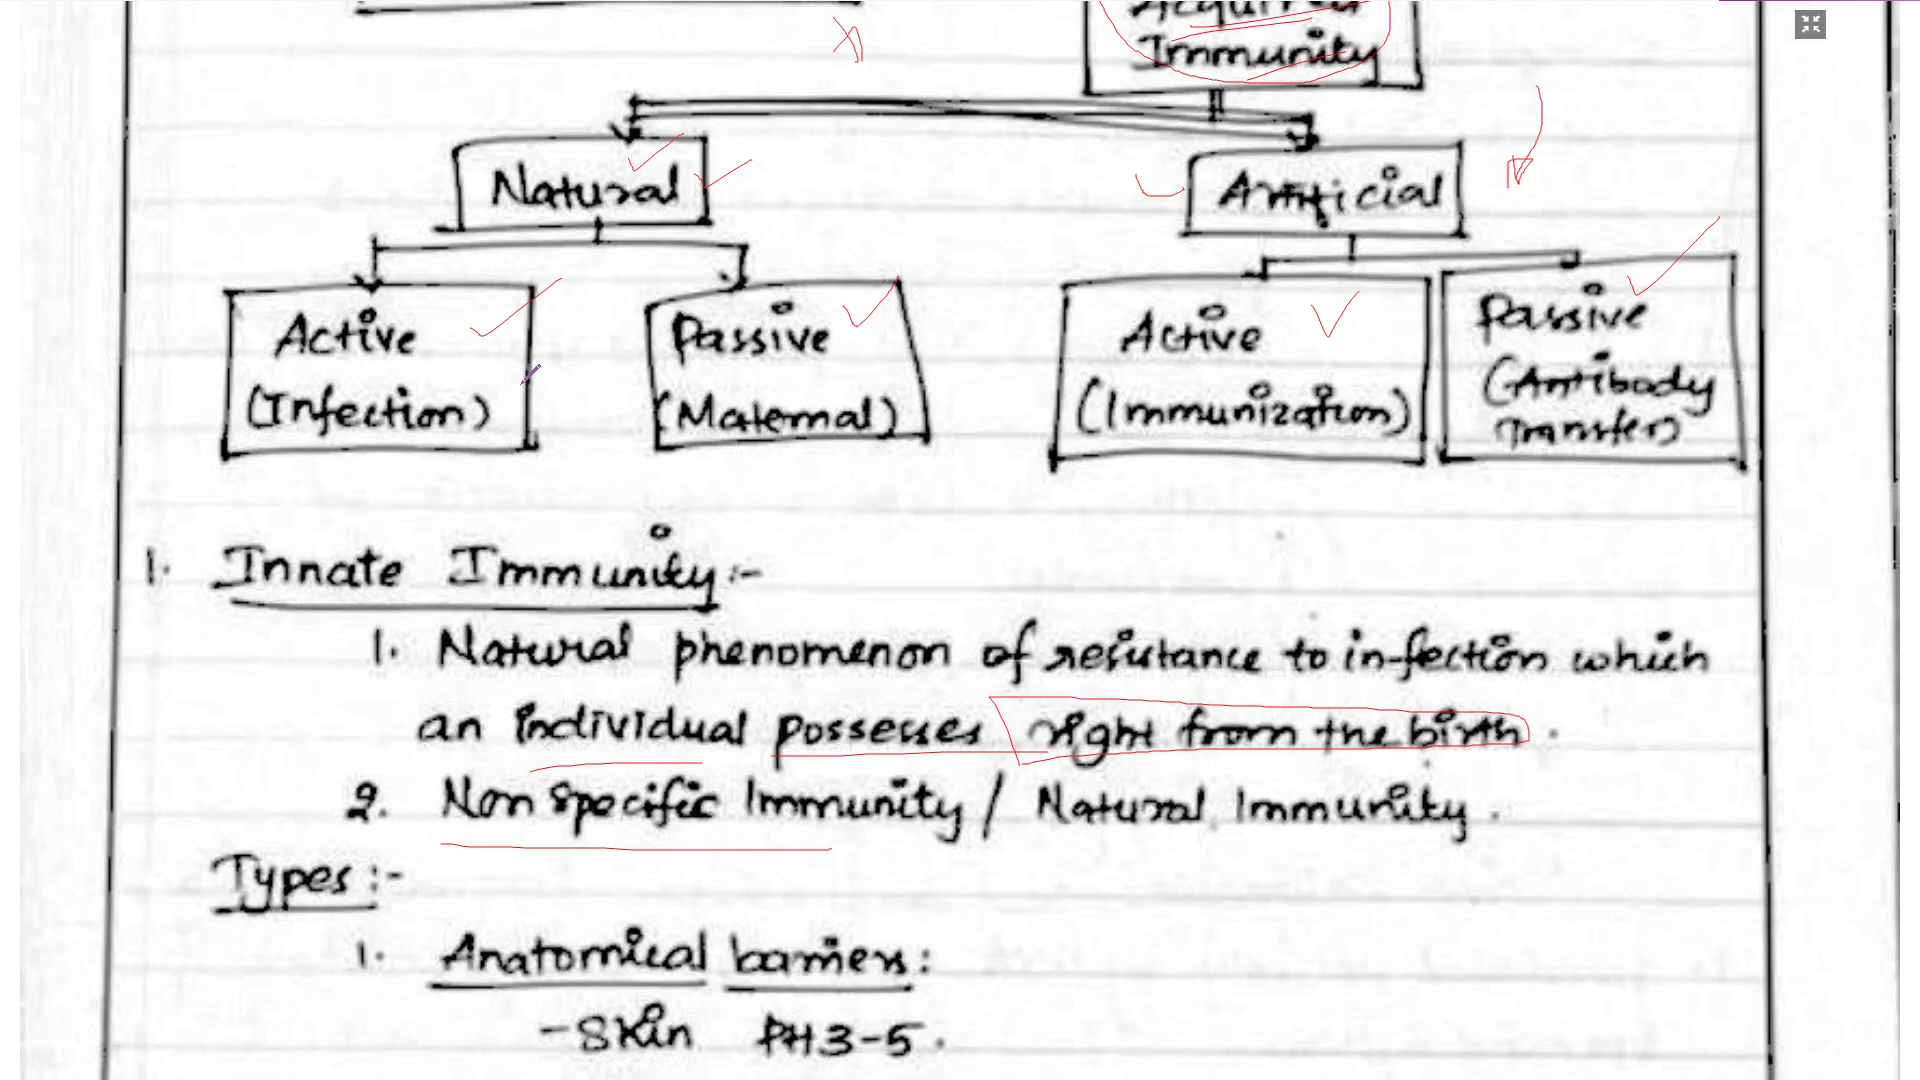 Acquired
Immunity
Natural
Artificial
Active
(Infection)
Passive
(Maternal)
Active
(Immunization)
Passive
(Antibody
Transfer)
1. Innate Immunity:-
1. Natural phenomenon of resistance to infection which
an individual possesses right from the birth.
2. Non specific Immunity / Natural Immunity.
Types:-
1. Anatomical barriers:
- Skin PH3-5.